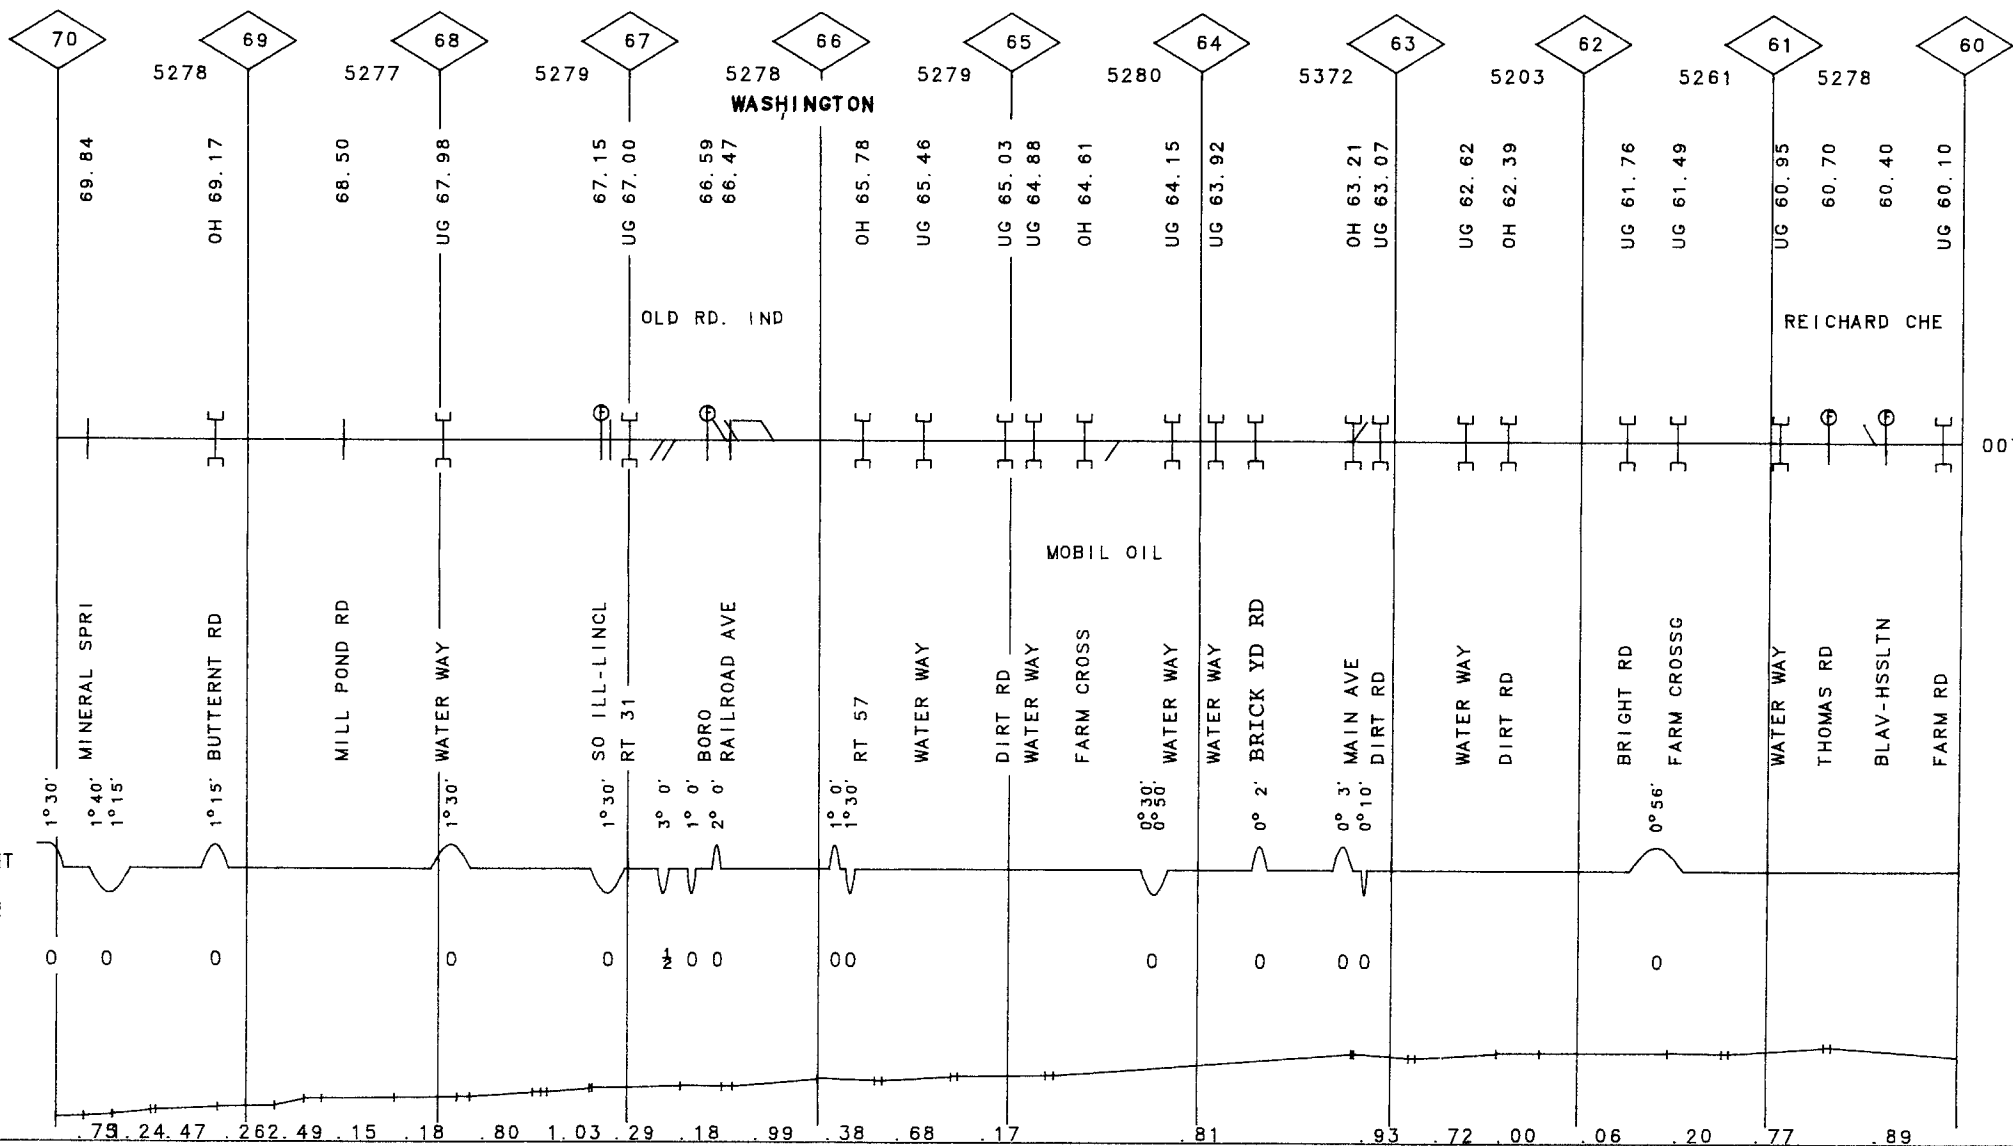 70 69 68 67 66 65 64 63 62 61 60
5278 5277 5279 5278 5279 5280 5372 5203 5261 5278
WASHINGTON
69.84
OH 69.17
68.50
UG 67.98
67.15
UG 67.00
66.59
66.47
OH 65.78
UG 65.46
UG 65.03
UG 64.88
OH 64.61
UG 64.15
UG 63.92
OH 63.21
UG 63.07
UG 62.62
OH 62.39
UG 61.76
UG 61.49
UG 60.95
60.70
60.40
UG 60.10
OLD RD. IND
REICHARD CHE
F F F F
00
MOBIL OIL
MINERAL SPRI
BUTTERNT RD
MILL POND RD
WATER WAY
SO ILL-LINCL
RT 31
BORO
RAILROAD AVE
RT 57
WATER WAY
DIRT RD
WATER WAY
FARM CROSS
WATER WAY
WATER WAY
BRICK YD RD
MAIN AVE
DIRT RD
WATER WAY
DIRT RD
BRIGHT RD
FARM CROSSG
WATER WAY
THOMAS RD
BLAV-HSSLTN
FARM RD
1°30'
1°40'
1°15'
1°15'
1°30'
1°30'
3° 0'
1° 0'
2° 0'
1° 0'
1°30'
0°30'
0°50'
0° 2'
0° 3'
0°10'
0°56'
ET
0 0 0 0 0 ½ 0 0 00 0 0 0 0 0
.75 1.24 .47 .26 2.49 .15 .18 .80 1.03 .29 .18 .99 .38 .68 .17 .81 .93 .72 .00 .06 .20 .77 .89